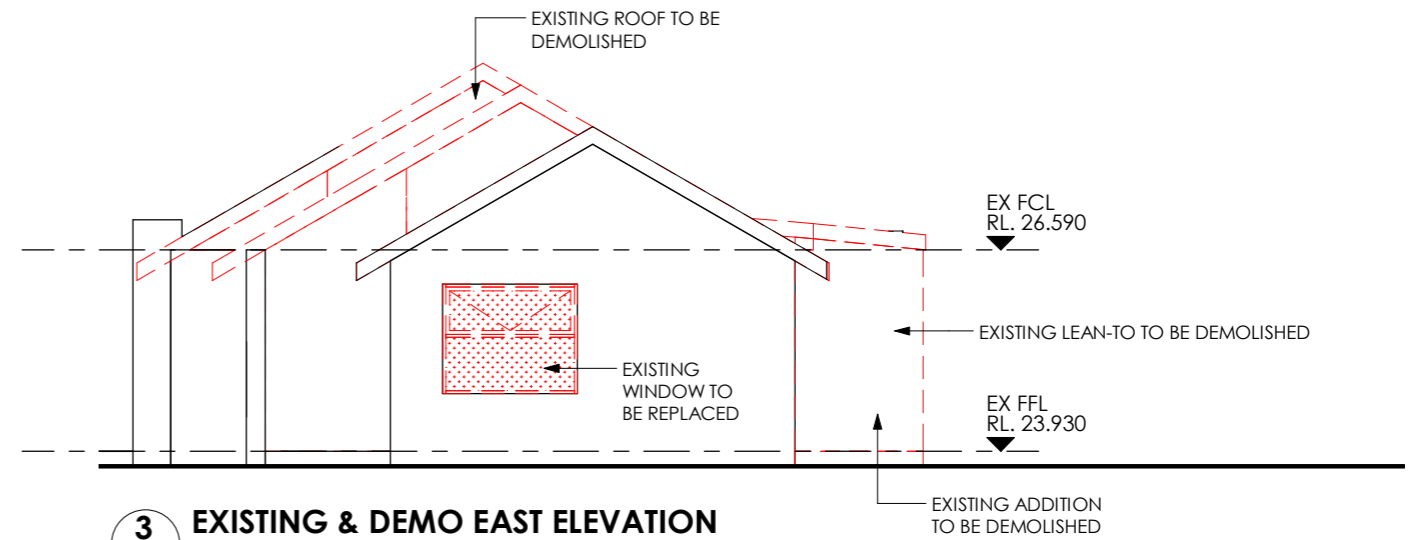 EXISTING ROOF TO BE
DEMOLISHED
EX FCL
RL. 26.590
EXISTING LEAN-TO TO BE DEMOLISHED
EXISTING
WINDOW TO
BE REPLACED
EX FFL
RL. 23.930
EXISTING ADDITION
TO BE DEMOLISHED
3 EXISTING & DEMO EAST ELEVATION